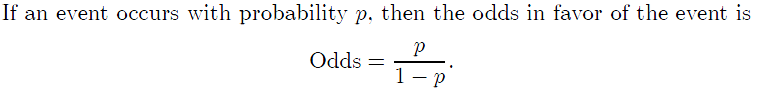 If an event occurs with probability p, then the odds in favor of the event is
Odds = p / (1 − p).